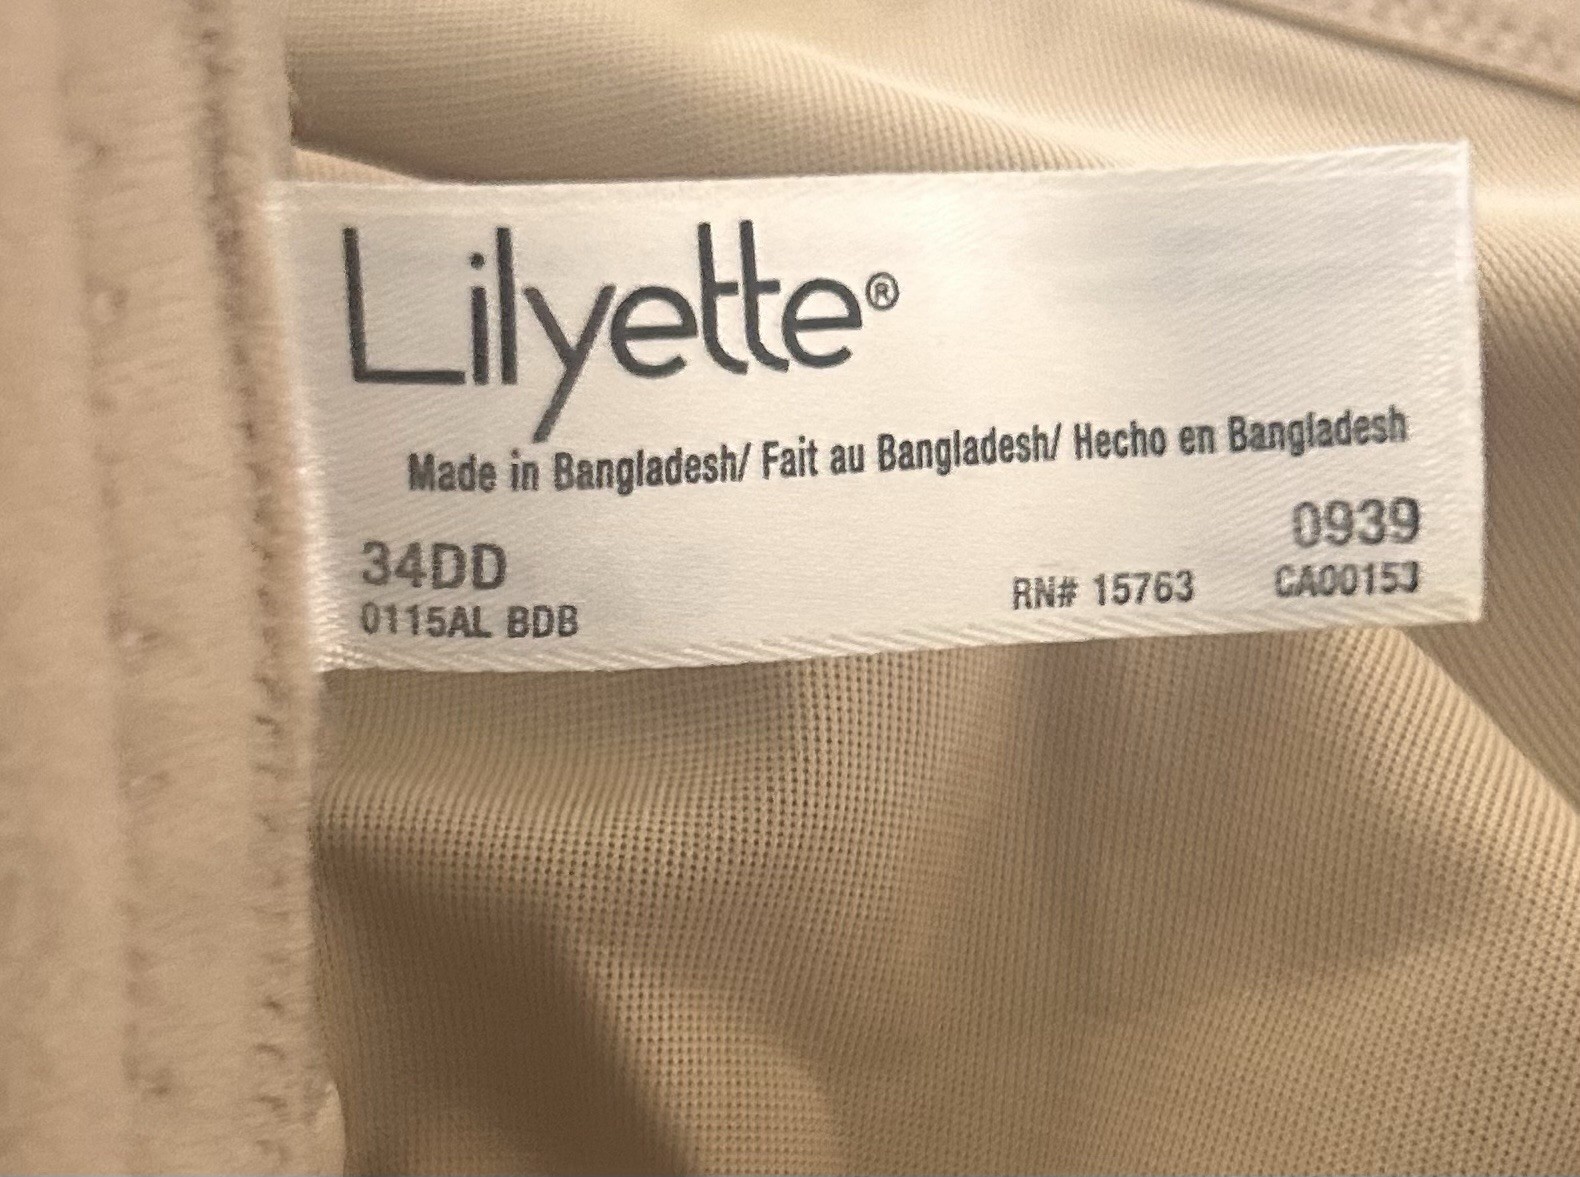 Lilyette®
Made in Bangladesh/ Fait au Bangladesh/ Hecho en Bangladesh
34DD 0939
0115AL BDB RN# 15763 CA00153